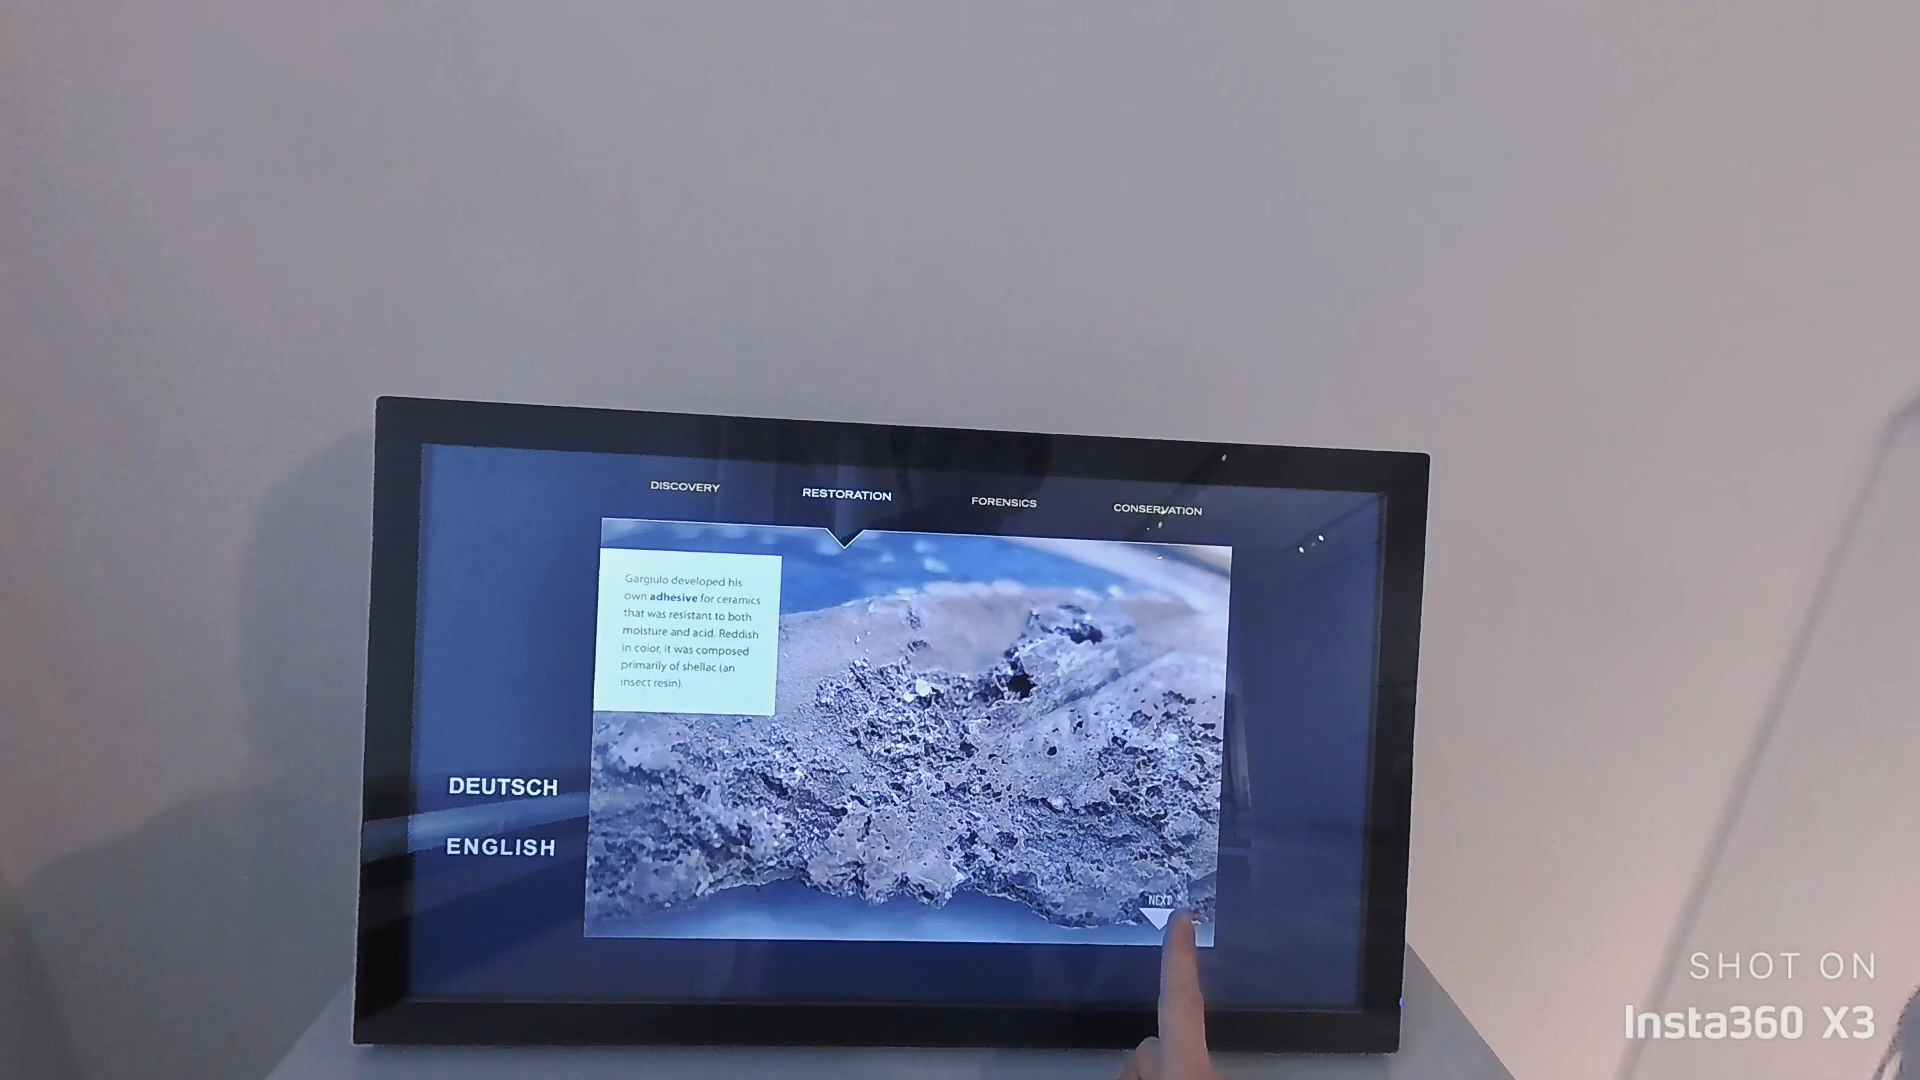 DISCOVERY RESTORATION FORENSICS CONSERVATION
Gargiulo developed his
own adhesive for ceramics
that was resistant to both
moisture and acid. Reddish
in color, it was composed
primarily of shellac (an
insect resin).
DEUTSCH
ENGLISH
NEXT
SHOT ON
Insta360 X3